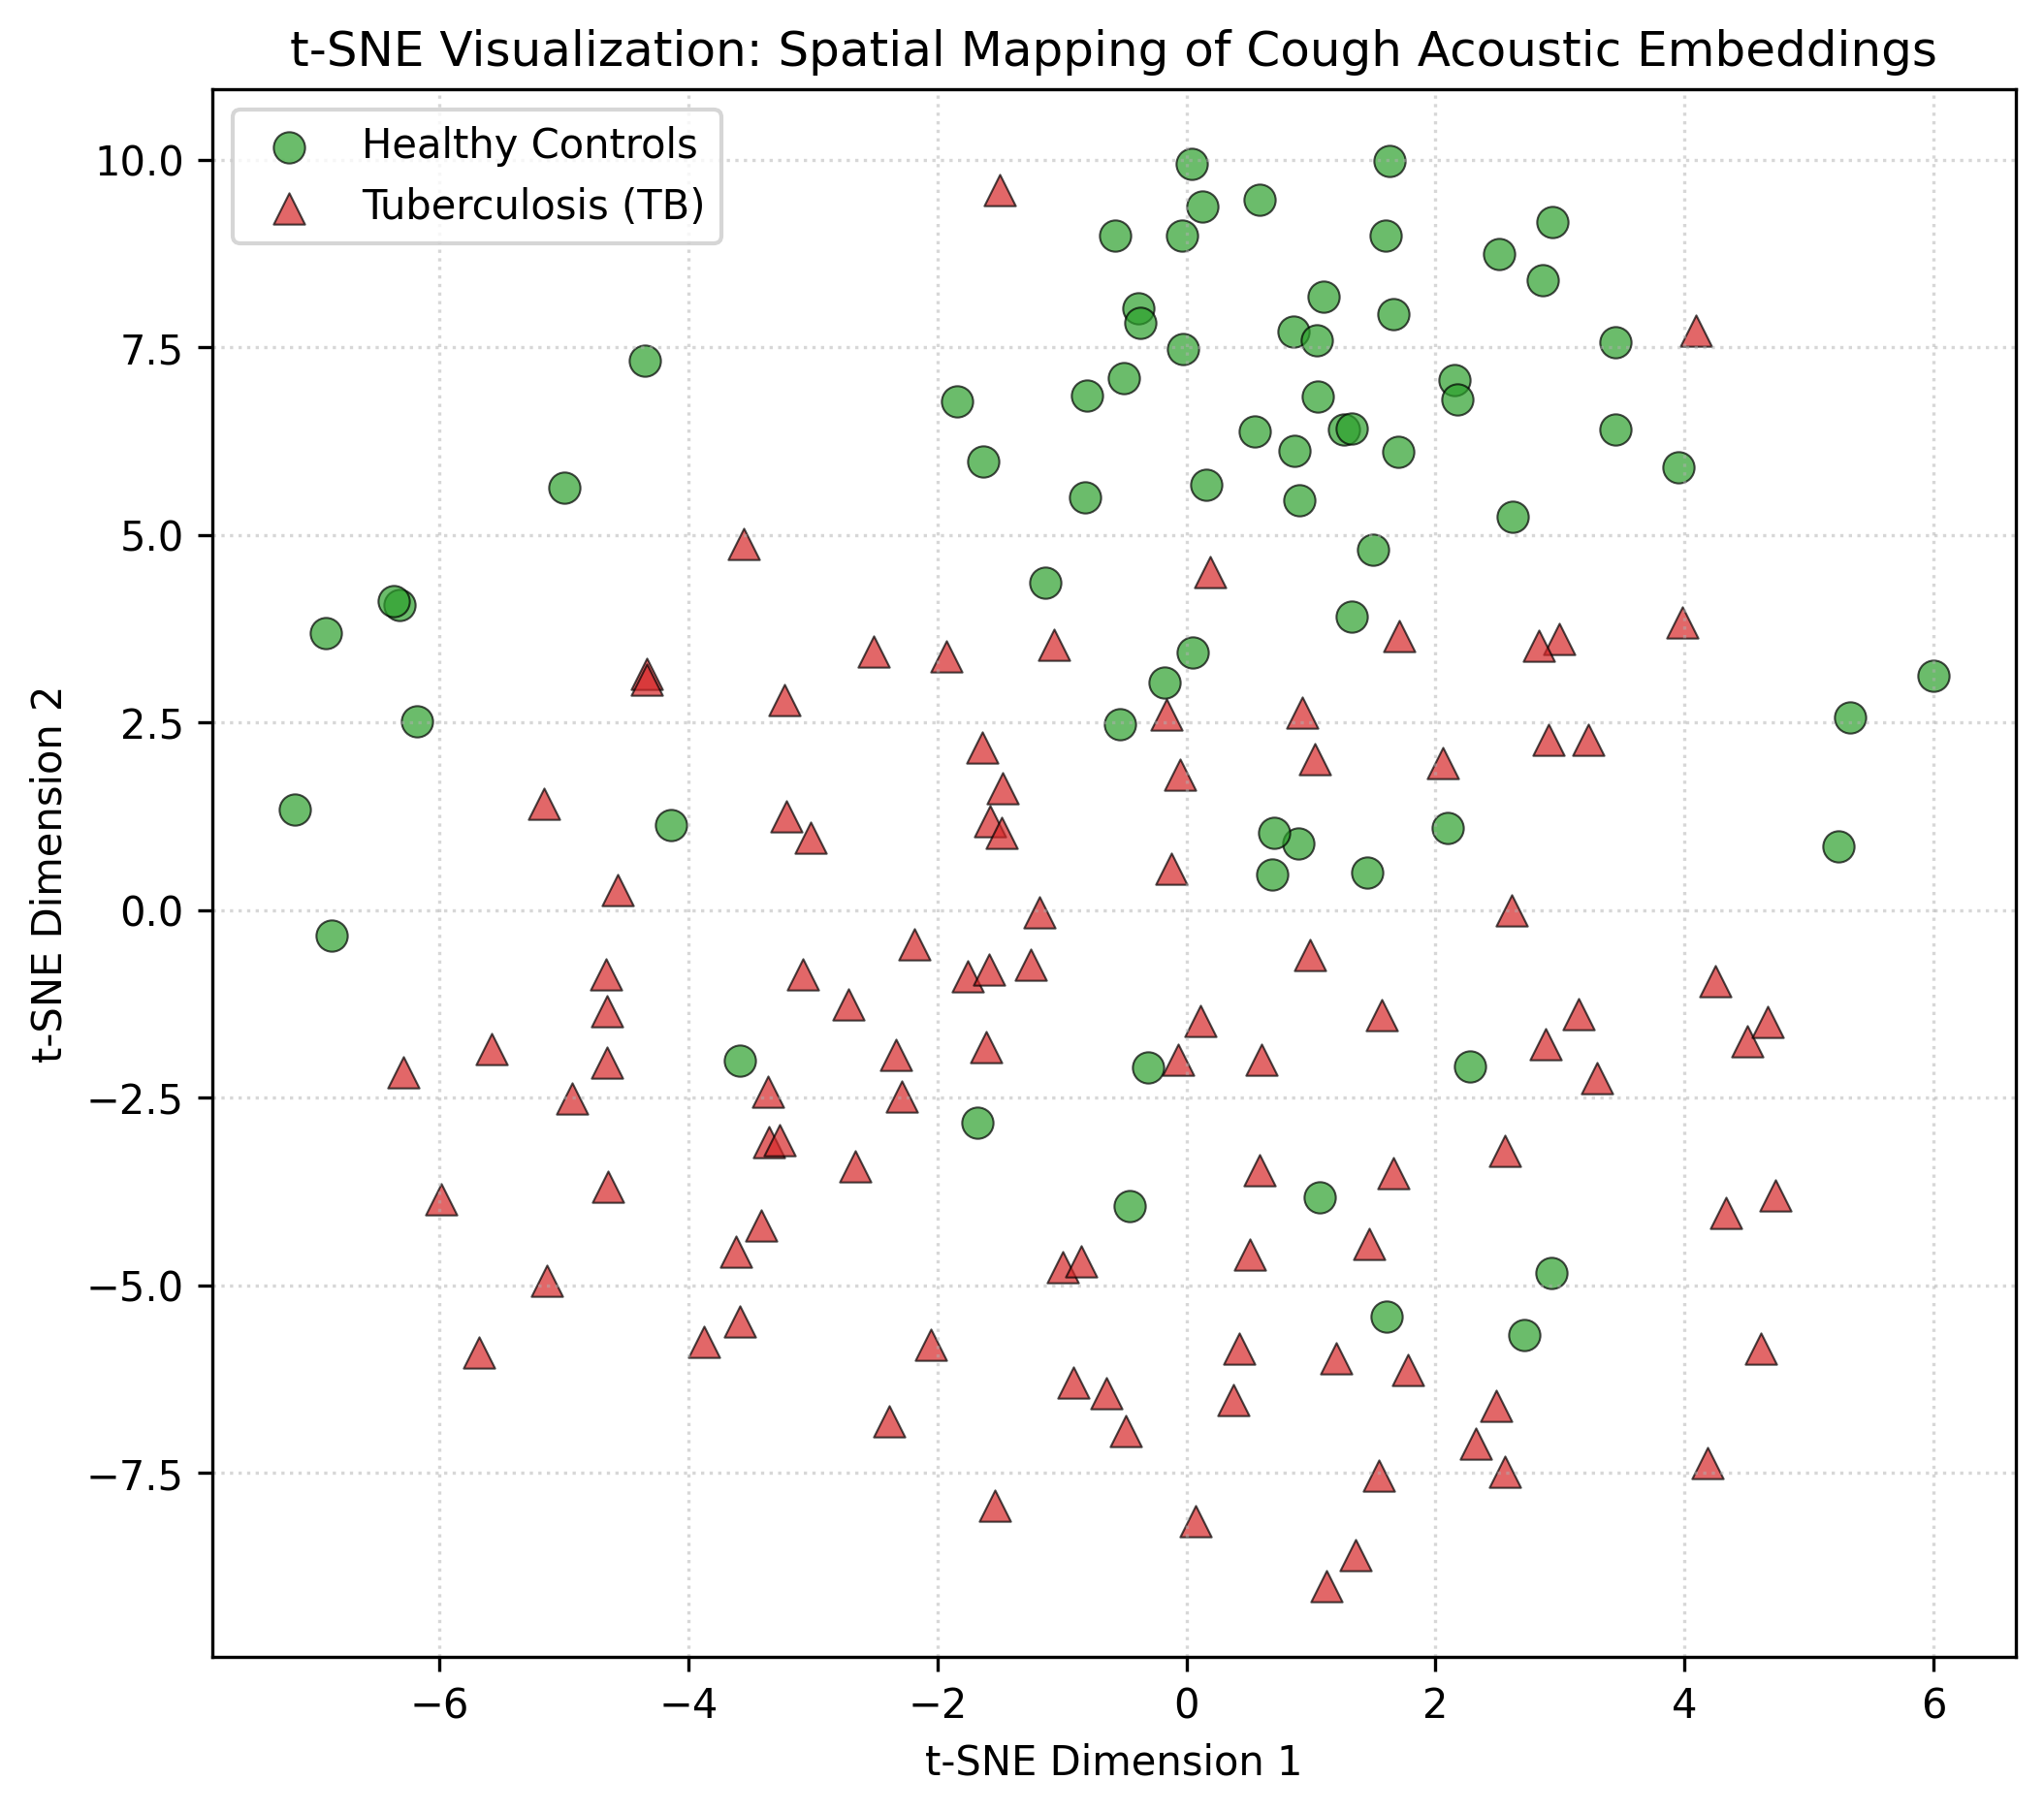 t-SNE Visualization: Spatial Mapping of Cough Acoustic Embeddings
Healthy Controls
Tuberculosis (TB)
10.0
7.5
5.0
2.5
0.0
−2.5
−5.0
−7.5
t-SNE Dimension 2
−6 −4 −2 0 2 4 6
t-SNE Dimension 1